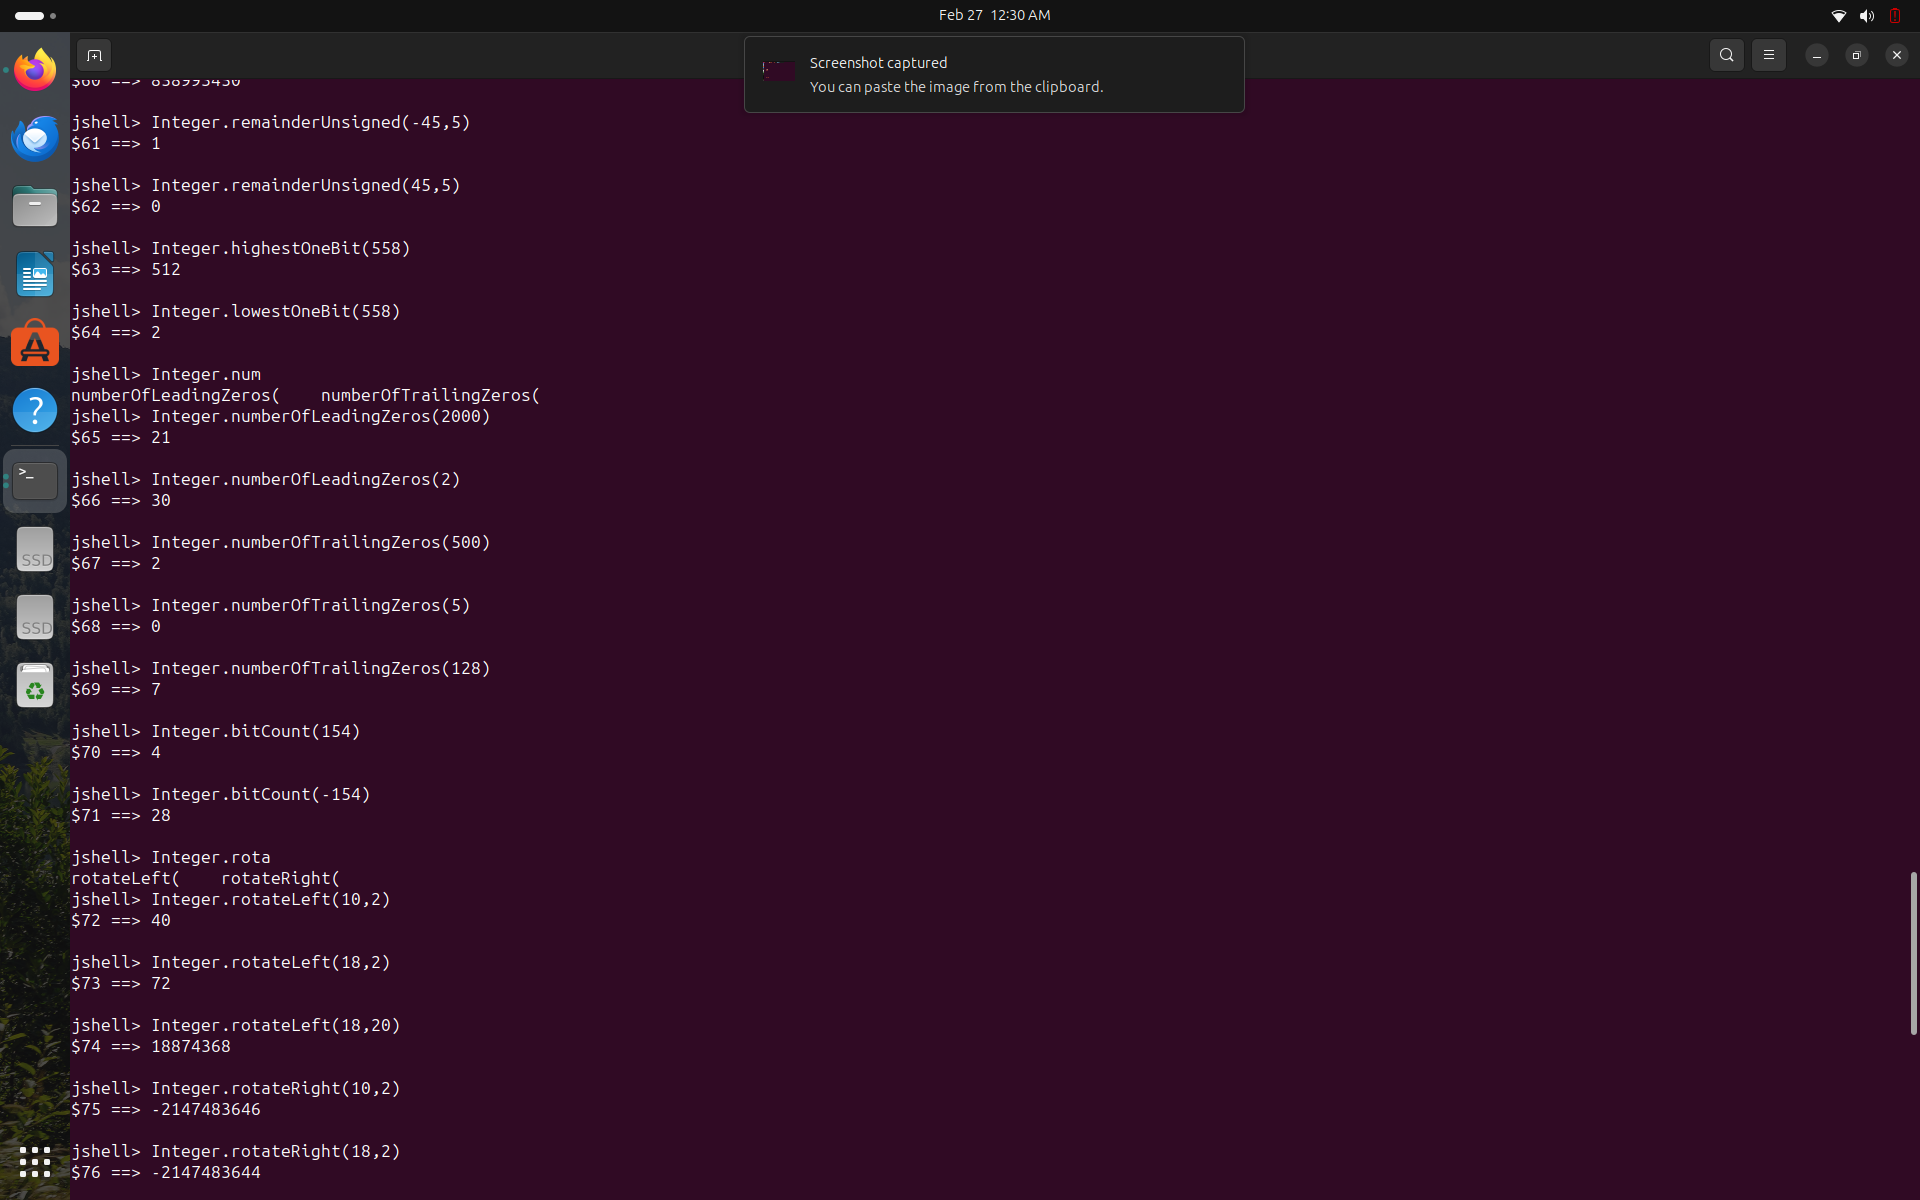 Feb 27 12:30 AM
Screenshot captured
You can paste the image from the clipboard.
$60 ==> 838993430
jshell> Integer.remainderUnsigned(-45,5)
$61 ==> 1
jshell> Integer.remainderUnsigned(45,5)
$62 ==> 0
jshell> Integer.highestOneBit(558)
$63 ==> 512
jshell> Integer.lowestOneBit(558)
$64 ==> 2
jshell> Integer.num
numberOfLeadingZeros(    numberOfTrailingZeros(
jshell> Integer.numberOfLeadingZeros(2000)
$65 ==> 21
jshell> Integer.numberOfLeadingZeros(2)
$66 ==> 30
jshell> Integer.numberOfTrailingZeros(500)
$67 ==> 2
jshell> Integer.numberOfTrailingZeros(5)
$68 ==> 0
jshell> Integer.numberOfTrailingZeros(128)
$69 ==> 7
jshell> Integer.bitCount(154)
$70 ==> 4
jshell> Integer.bitCount(-154)
$71 ==> 28
jshell> Integer.rota
rotateLeft(    rotateRight(
jshell> Integer.rotateLeft(10,2)
$72 ==> 40
jshell> Integer.rotateLeft(18,2)
$73 ==> 72
jshell> Integer.rotateLeft(18,20)
$74 ==> 18874368
jshell> Integer.rotateRight(10,2)
$75 ==> -2147483646
jshell> Integer.rotateRight(18,2)
$76 ==> -2147483644
SSD
SSD